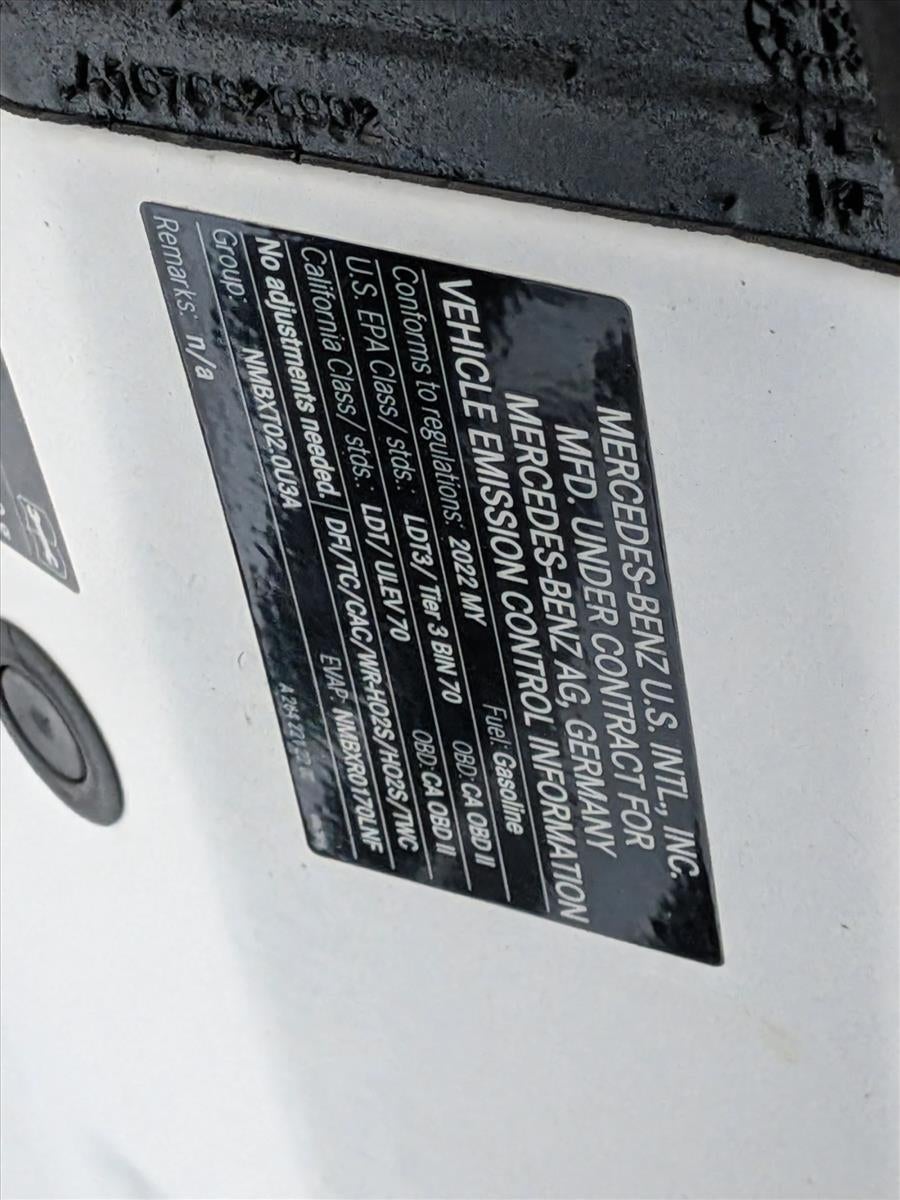 MERCEDES-BENZ U.S. INTL., INC.
MFD. UNDER CONTRACT FOR
MERCEDES-BENZ AG, GERMANY
VEHICLE EMISSION CONTROL INFORMATION
Conforms to regulations: 2022 MY Fuel: Gasoline
U.S. EPA Class/ stds.: LDT3/ Tier 3 BIN 70 OBD: CA OBD II
California Class/ stds.: LDT/ ULEV 70 OBD: CA OBD II
No adjustments needed. DFI/TC/CAC/WR-HO2S/HO2S/TWC
Group: NMBXT02.0U3A EVAP: NMBXR0170LNF
Remarks: n/a